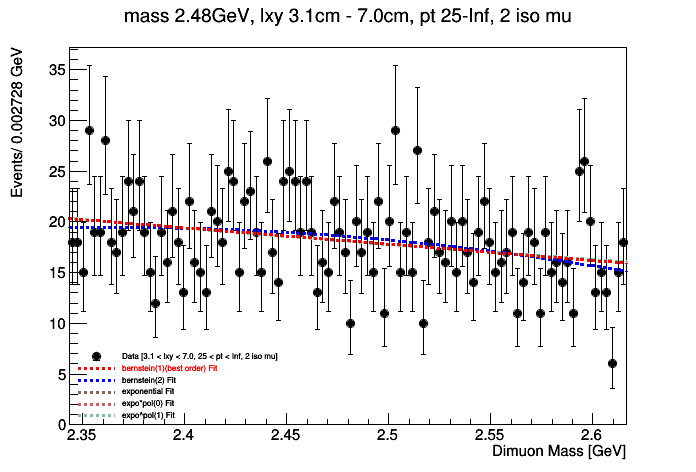 mass 2.48GeV, lxy 3.1cm - 7.0cm, pt 25-Inf, 2 iso mu
Events/ 0.002728 GeV
35
30
25
20
15
10
5
0
Data [3.1 < lxy < 7.0, 25 < pt < Inf, 2 iso mu]
bernstein(1)(best order) Fit
bernstein(2) Fit
exponential Fit
expo*pol(0) Fit
expo*pol(1) Fit
2.35 2.4 2.45 2.5 2.55 2.6
Dimuon Mass [GeV]